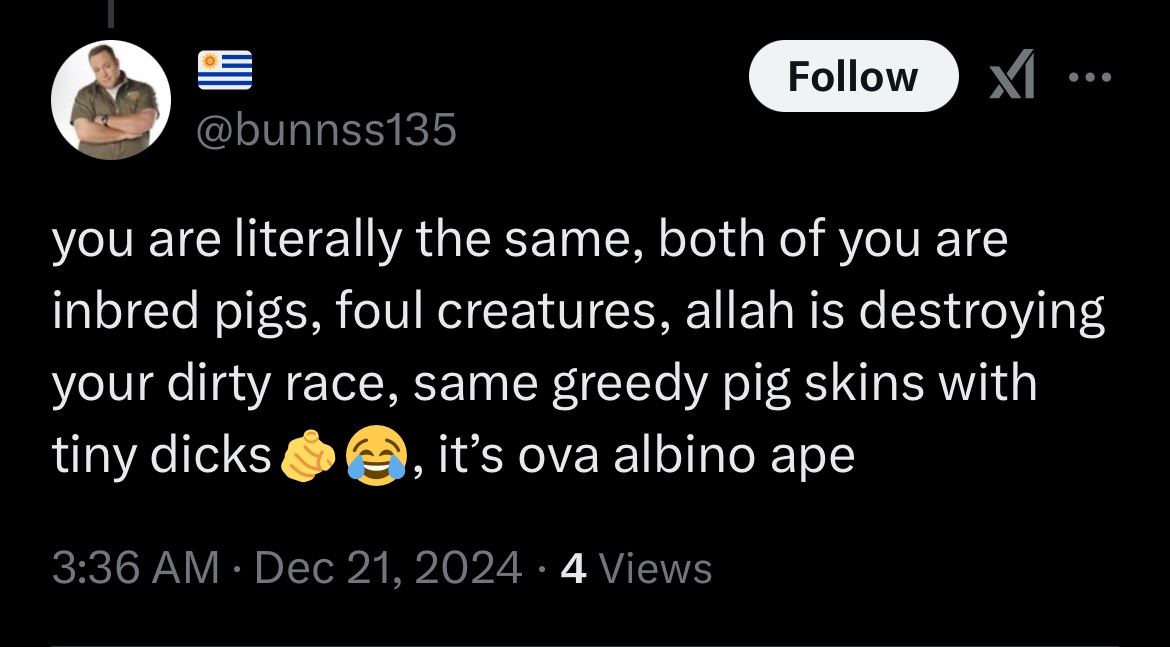 🇺🇾
Follow
@bunnss135
you are literally the same, both of you are
inbred pigs, foul creatures, allah is destroying
your dirty race, same greedy pig skins with
tiny dicks🫵😂, it’s ova albino ape
3:36 AM · Dec 21, 2024 · 4 Views